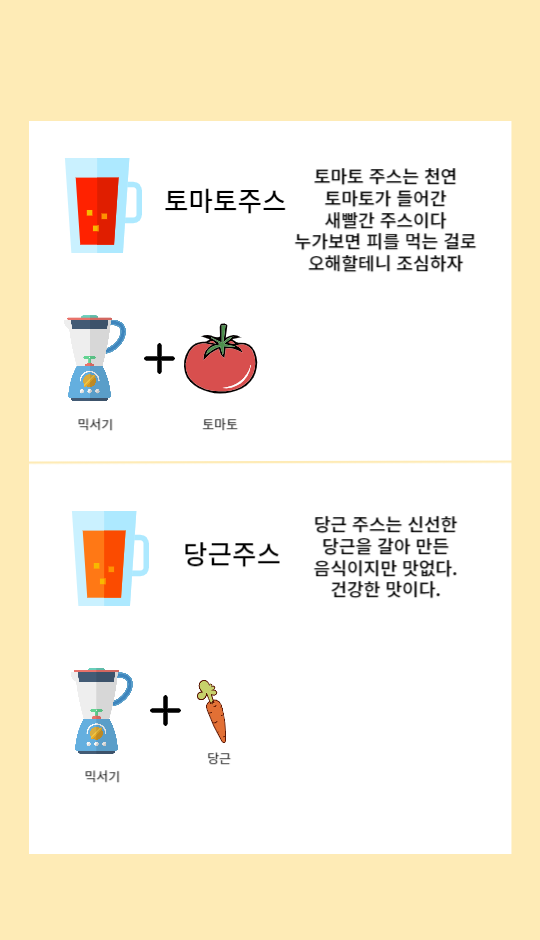 토마토주스
토마토 주스는 천연
토마토가 들어간
새빨간 주스이다
누가보면 피를 먹는 걸로
오해할테니 조심하자
믹서기
토마토
당근주스
당근 주스는 신선한
당근을 갈아 만든
음식이지만 맛없다.
건강한 맛이다.
믹서기
당근